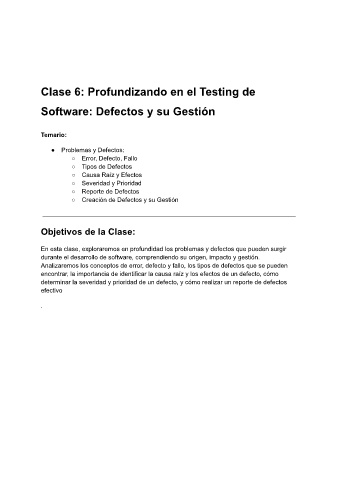 Clase 6: Profundizando en el Testing de
Software: Defectos y su Gestión
Temario:
● Problemas y Defectos:
○ Error, Defecto, Fallo
○ Tipos de Defectos
○ Causa Raíz y Efectos
○ Severidad y Prioridad
○ Reporte de Defectos
○ Creación de Defectos y su Gestión
Objetivos de la Clase:
En esta clase, exploraremos en profundidad los problemas y defectos que pueden surgir
durante el desarrollo de software, comprendiendo su origen, impacto y gestión.
Analizaremos los conceptos de error, defecto y fallo, los tipos de defectos que se pueden
encontrar, la importancia de identificar la causa raíz y los efectos de un defecto, cómo
determinar la severidad y prioridad de un defecto, y cómo realizar un reporte de defectos
efectivo
.